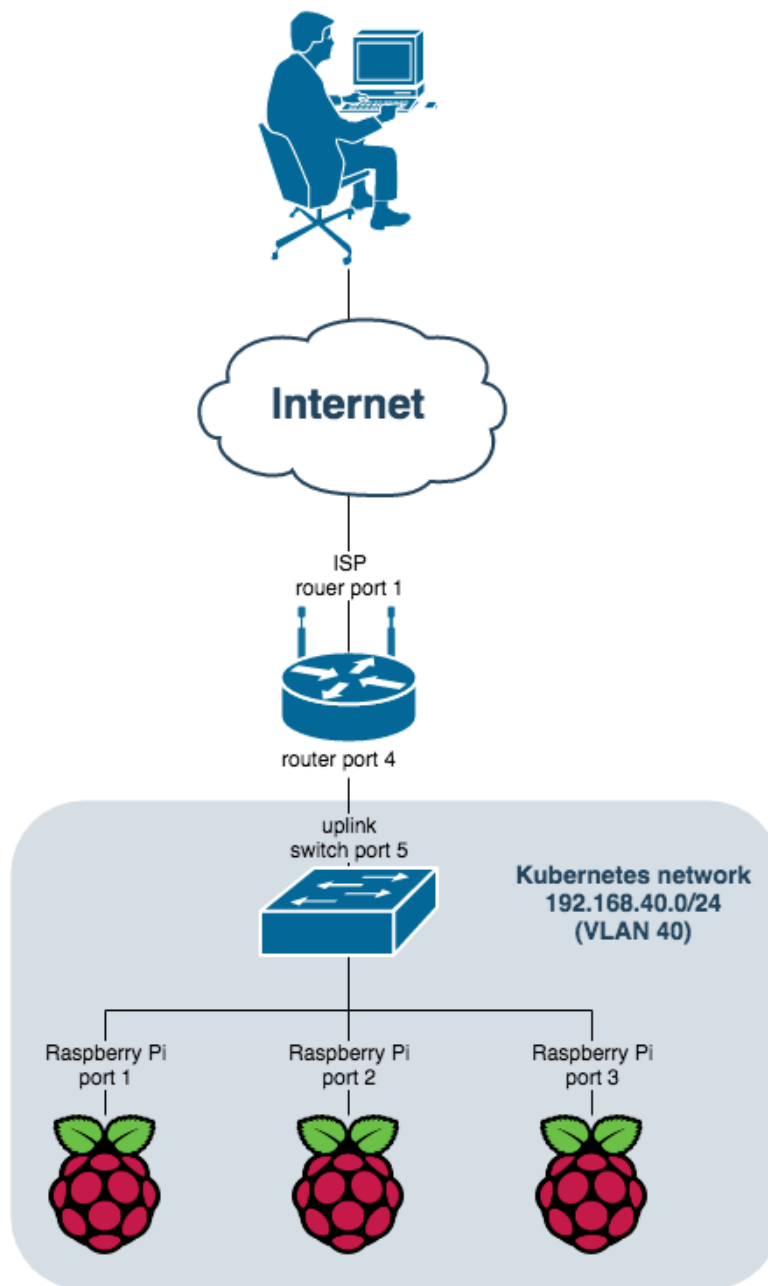 Internet
ISP
rouer port 1
router port 4
uplink
switch port 5
Kubernetes network
192.168.40.0/24
(VLAN 40)
Raspberry Pi
port 1
Raspberry Pi
port 2
Raspberry Pi
port 3